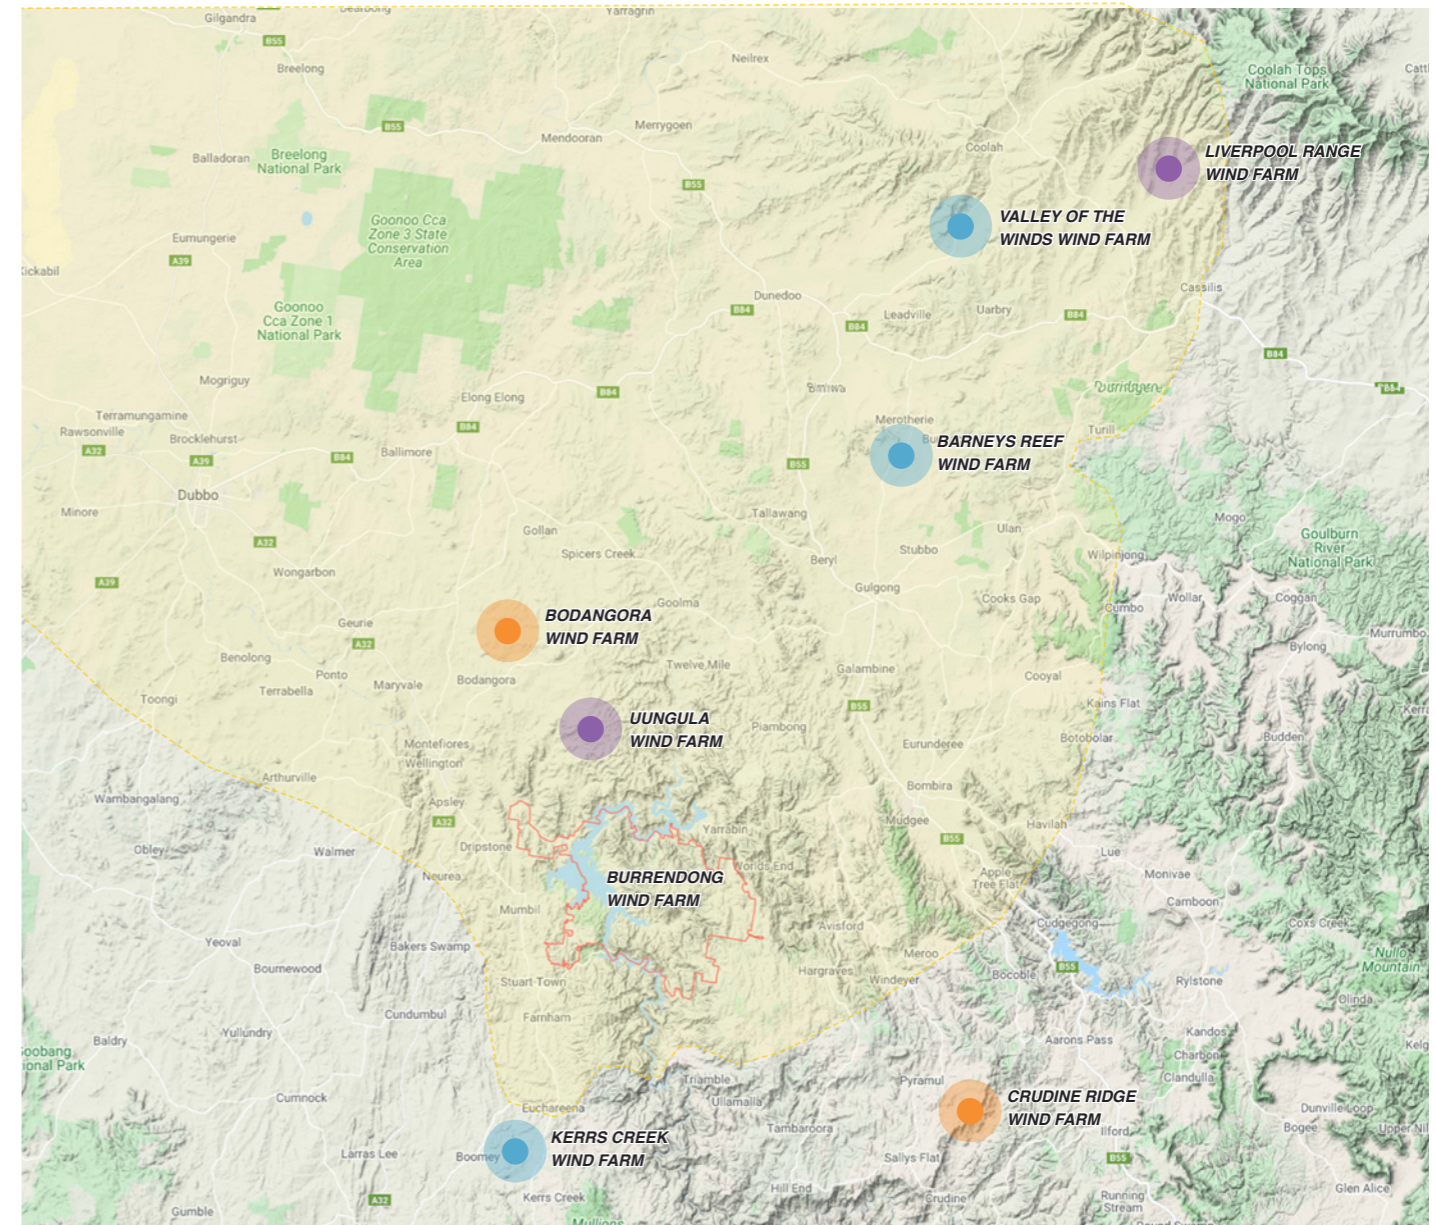 Gilgandra
Dearbong
Yarragrin
B55
Breelong
Neilrex
Coolah Tops
National Park
B55
Mendooran
Merrygoen
Balladoran
Breelong
National Park
Coolah
LIVERPOOL RANGE
WIND FARM
B55
Goonoo Cca
Zone 3 State
Conservation
Area
VALLEY OF THE
WINDS WIND FARM
Eumungerie
A39
Kickabil
Goonoo
Cca Zone 1
National Park
Dunedoo
Cassilis
B84
Leadville
Uarbry
B84
B84
B84
Mogriguy
Elong Elong
B84
Birriwa
Durridgere
B84
Terramungamine
Rawsonville
Brocklehurst
B84
Merotherie
Turill
A32
A39
B84
Ballimore
B55
BARNEYS REEF
WIND FARM
Dubbo
Minore
Gollan
Tallawang
Ulan
Mogo
Goulburn
River
National Park
A32
Spicers Creek
Beryl
Stubbo
Wilpinjong
A39
Wongarbon
Gulgong
Cooks Gap
Cumbo
Wollar
Coggan
Goolma
BODANGORA
WIND FARM
Geurie
A32
Murrumbo
Bylong
Benolong
Ponto
Terrabella
Maryvale
Bodangora
Twelve Mile
Galambine
Cooyal
Toongi
B55
Kains Flat
UUNGULA
WIND FARM
Piambong
Montefiores
Wellington
Eurunderee
Botobolar
Budden
Arthurville
Bombira
Wambangalang
Apsley
A32
Mudgee
Havilah
Yarrabin
B55
Obley
Walmer
Dripstone
Worlds End
Lue
Neurea
Apple
Tree Flat
Monivae
BURRENDONG
WIND FARM
Mumbil
Camboon
Avisford
Cudgegong
Coxs Creek
Yeoval
Bakers Swamp
Meroo
Nullo
Mountain
Bournewood
Stuart Town
Hargraves
Windeyer
Bocoble
B55
Rylstone
Olinda
Cundumbul
Farnham
Baldry
Yullundry
Aarons Pass
Kandos
Charbon
Clandulla
Triamble
Pyramul
Ullamalla
Cumnock
Euchareena
CRUDINE RIDGE
WIND FARM
Tambaroora
Ilford
Dunville Loop
Bogee
KERRS CREEK
WIND FARM
Larras Lee
Boomey
Sallys Flat
B55
A32
Kerrs Creek
Hill End
Crudine
Running
Stream
Glen Alice
Gumble
Mullions